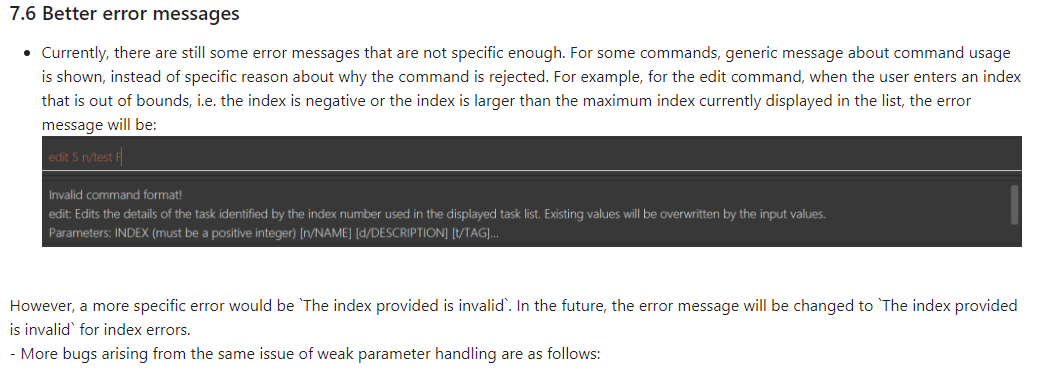 7.6 Better error messages
• Currently, there are still some error messages that are not specific enough. For some commands, generic message about command usage
is shown, instead of specific reason about why the command is rejected. For example, for the edit command, when the user enters an index
that is out of bounds, i.e. the index is negative or the index is larger than the maximum index currently displayed in the list, the error
message will be:
edit 5 n/test F
Invalid command format!
edit: Edits the details of the task identified by the index number used in the displayed task list. Existing values will be overwritten by the input values.
Parameters: INDEX (must be a positive integer) [n/NAME] [d/DESCRIPTION] [t/TAG]...
However, a more specific error would be `The index provided is invalid`. In the future, the error message will be changed to `The index provided
is invalid` for index errors.
- More bugs arising from the same issue of weak parameter handling are as follows: